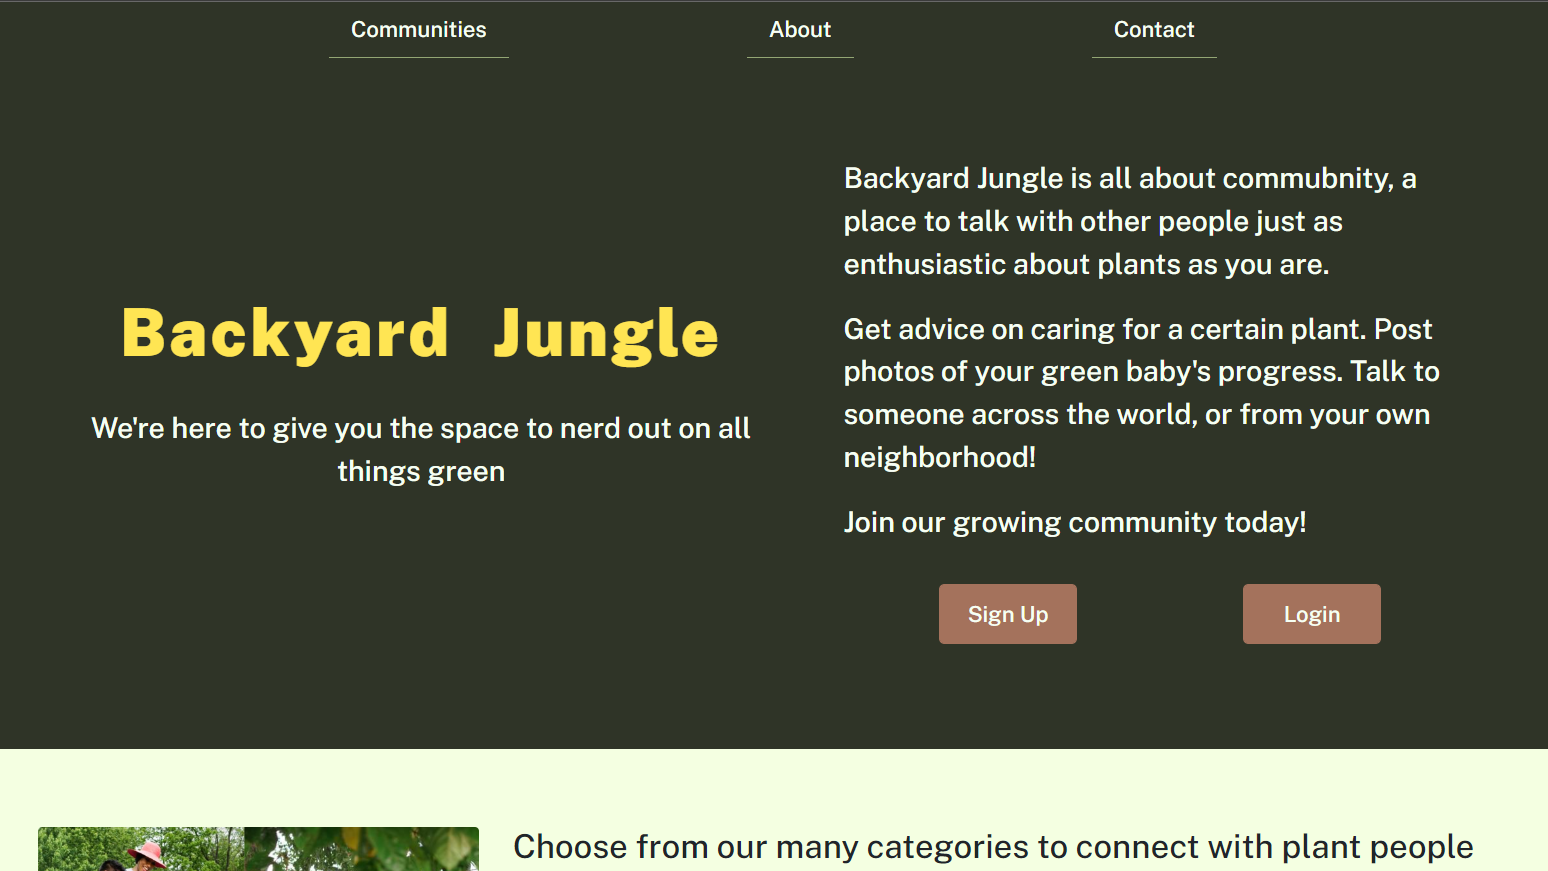 Communities
About
Contact
Backyard Jungle
We're here to give you the space to nerd out on all
things green
Backyard Jungle is all about commubnity, a
place to talk with other people just as
enthusiastic about plants as you are.
Get advice on caring for a certain plant. Post
photos of your green baby's progress. Talk to
someone across the world, or from your own
neighborhood!
Join our growing community today!
Sign Up
Login
Choose from our many categories to connect with plant people